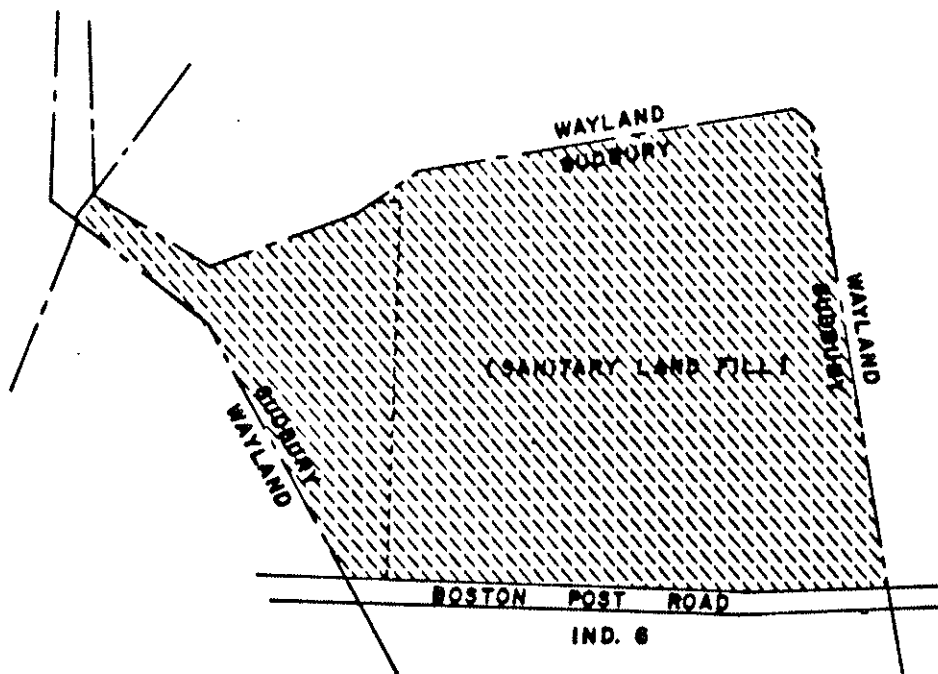 WAYLAND
SUDBURY
WAYLAND
SUDBURY
(SANITARY LAND FILL)
SUDBURY
WAYLAND
BOSTON POST ROAD
IND. 6